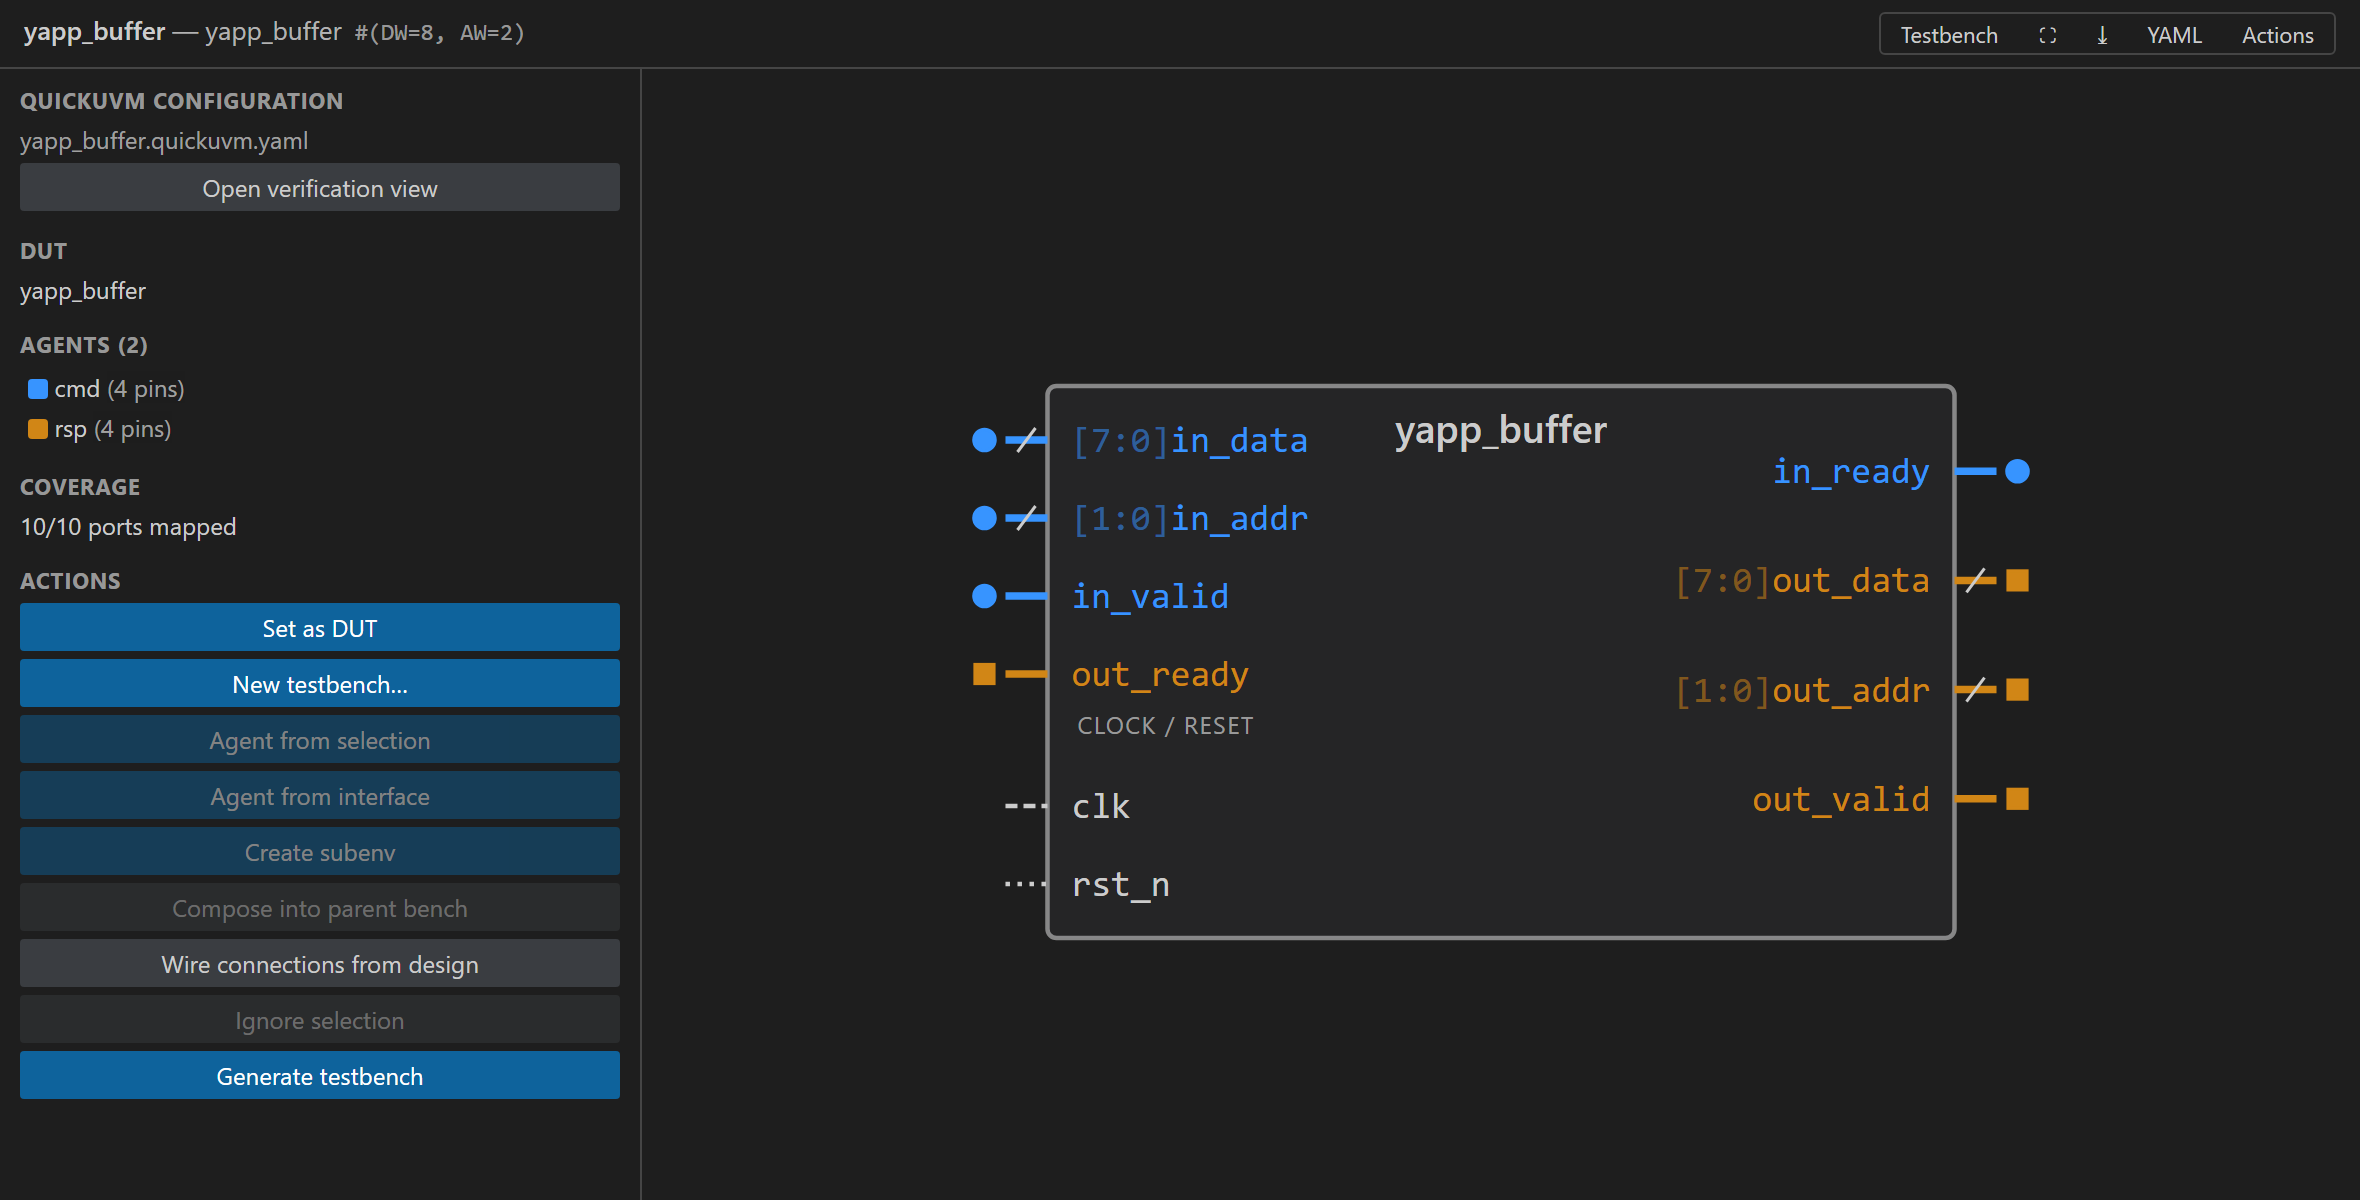 yapp_buffer — yapp_buffer #(DW=8, AW=2)
Testbench
YAML
Actions
QUICKUVM CONFIGURATION
yapp_buffer.quickuvm.yaml
Open verification view
DUT
yapp_buffer
AGENTS (2)
cmd (4 pins)
rsp (4 pins)
COVERAGE
10/10 ports mapped
ACTIONS
Set as DUT
New testbench...
Agent from selection
Agent from interface
Create subenv
Compose into parent bench
Wire connections from design
Ignore selection
Generate testbench
yapp_buffer
[7:0]in_data
[1:0]in_addr
in_valid
out_ready
CLOCK / RESET
clk
rst_n
in_ready
[7:0]out_data
[1:0]out_addr
out_valid